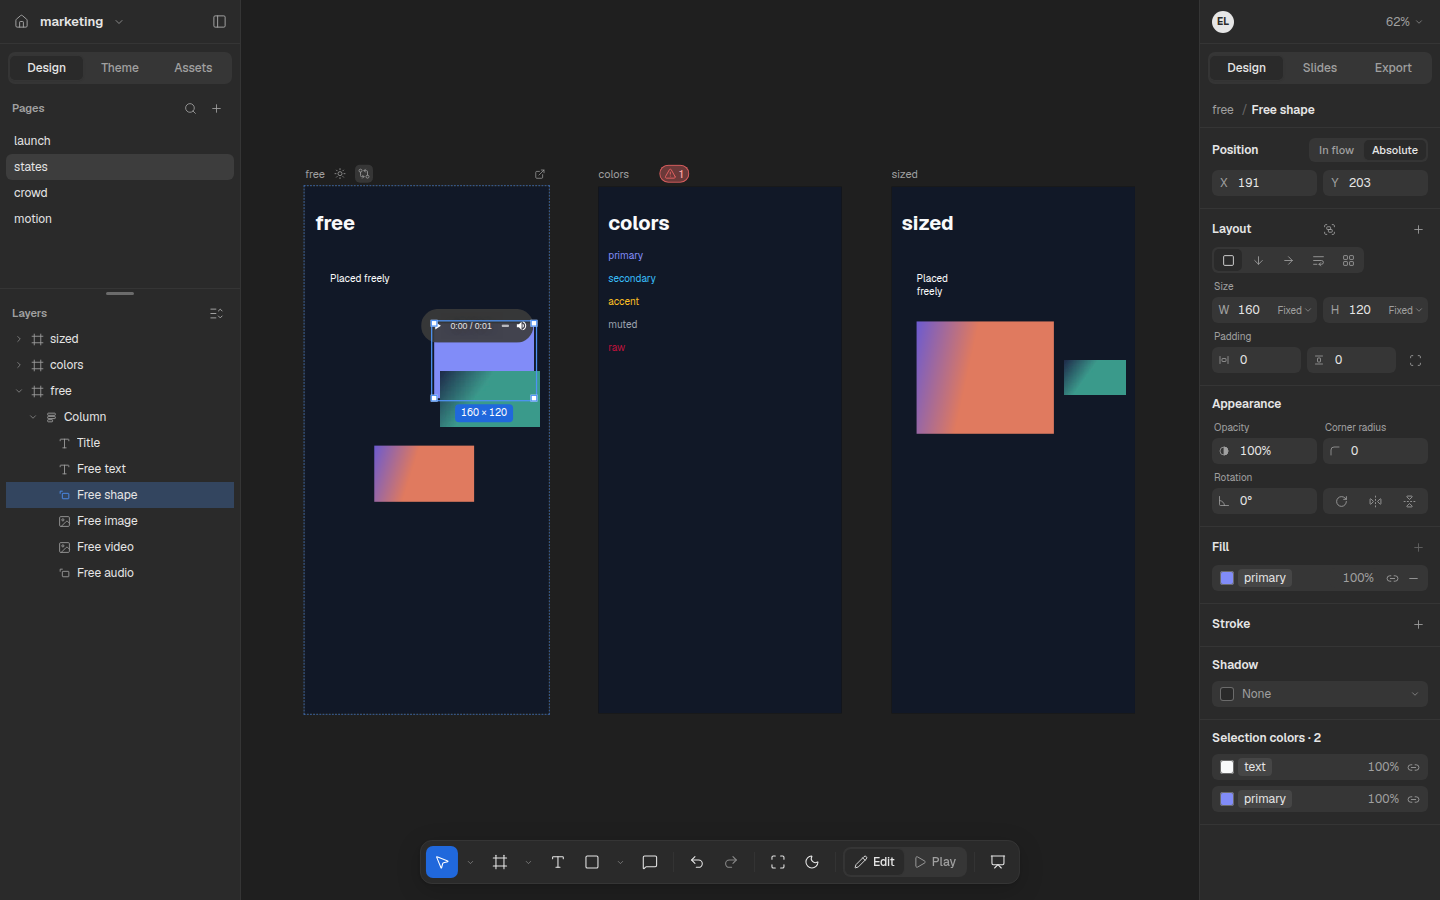 marketing
Design
Theme
Assets
Pages
launch
states
crowd
motion
Layers
sized
colors
free
Column
Title
Free text
Free shape
Free image
Free video
Free audio
free
free
Placed freely
0:00 / 0:01
160 × 120
colors
1
colors
primary
secondary
accent
muted
raw
sized
sized
Placed
freely
Edit
Play
EL
62%
Design
Slides
Export
free / Free shape
Position
In flow
Absolute
X 191
Y 203
Layout
Size
W 160 Fixed
H 120 Fixed
Padding
0
0
Appearance
Opacity
Corner radius
100%
0
Rotation
0°
Fill
primary 100%
Stroke
Shadow
None
Selection colors · 2
text 100%
primary 100%